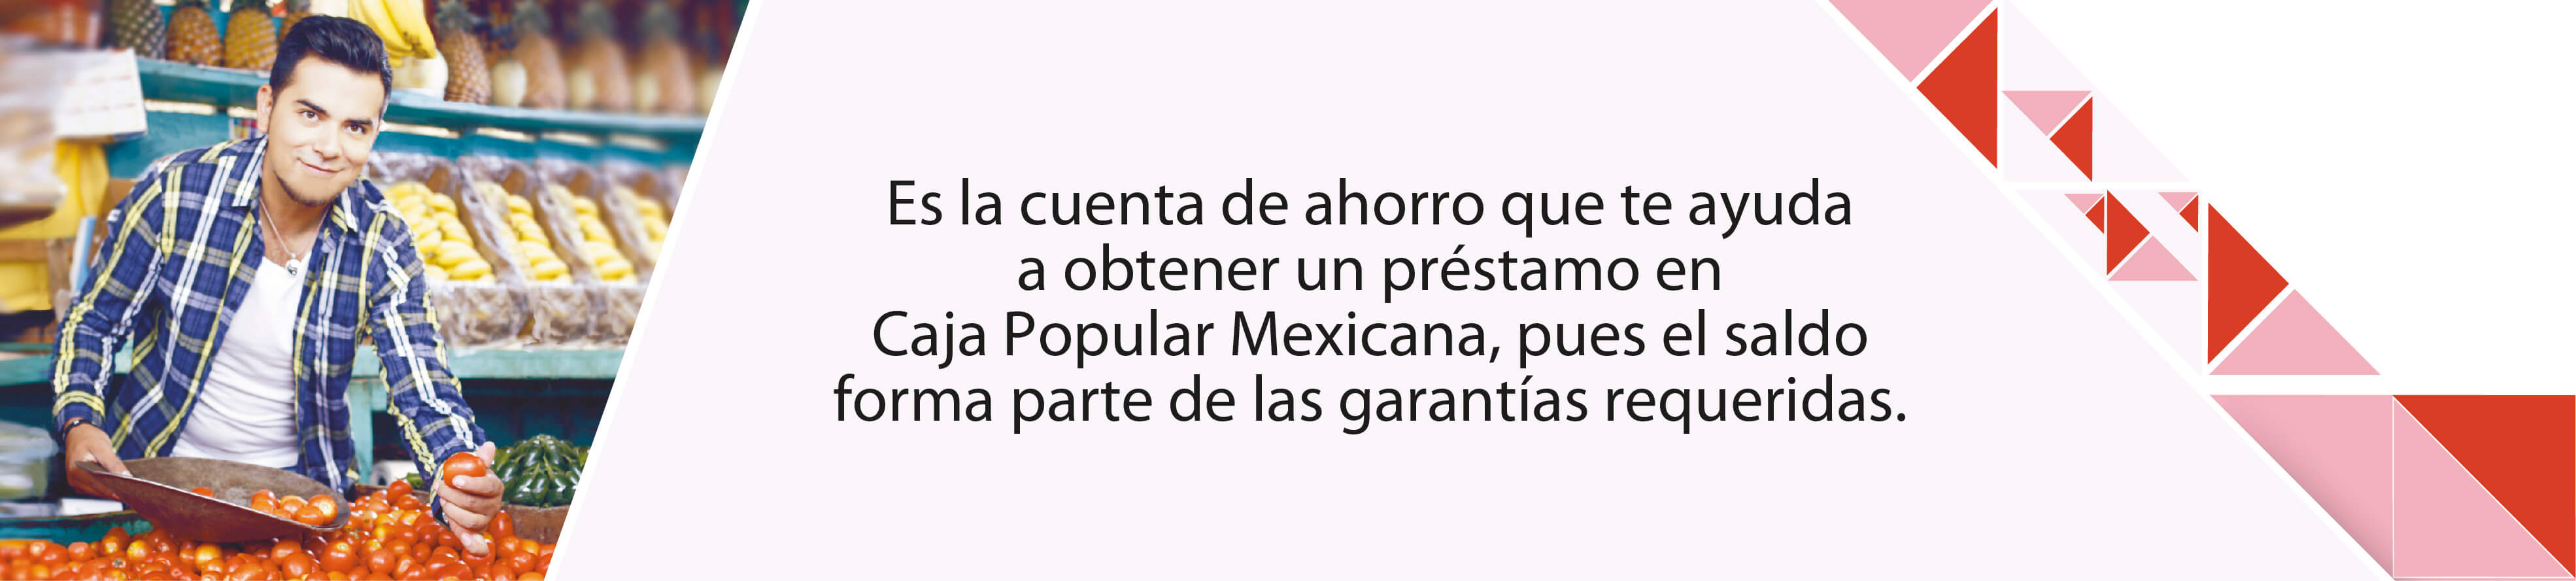 Es la cuenta de ahorro que te ayuda
a obtener un préstamo en
Caja Popular Mexicana, pues el saldo
forma parte de las garantías requeridas.